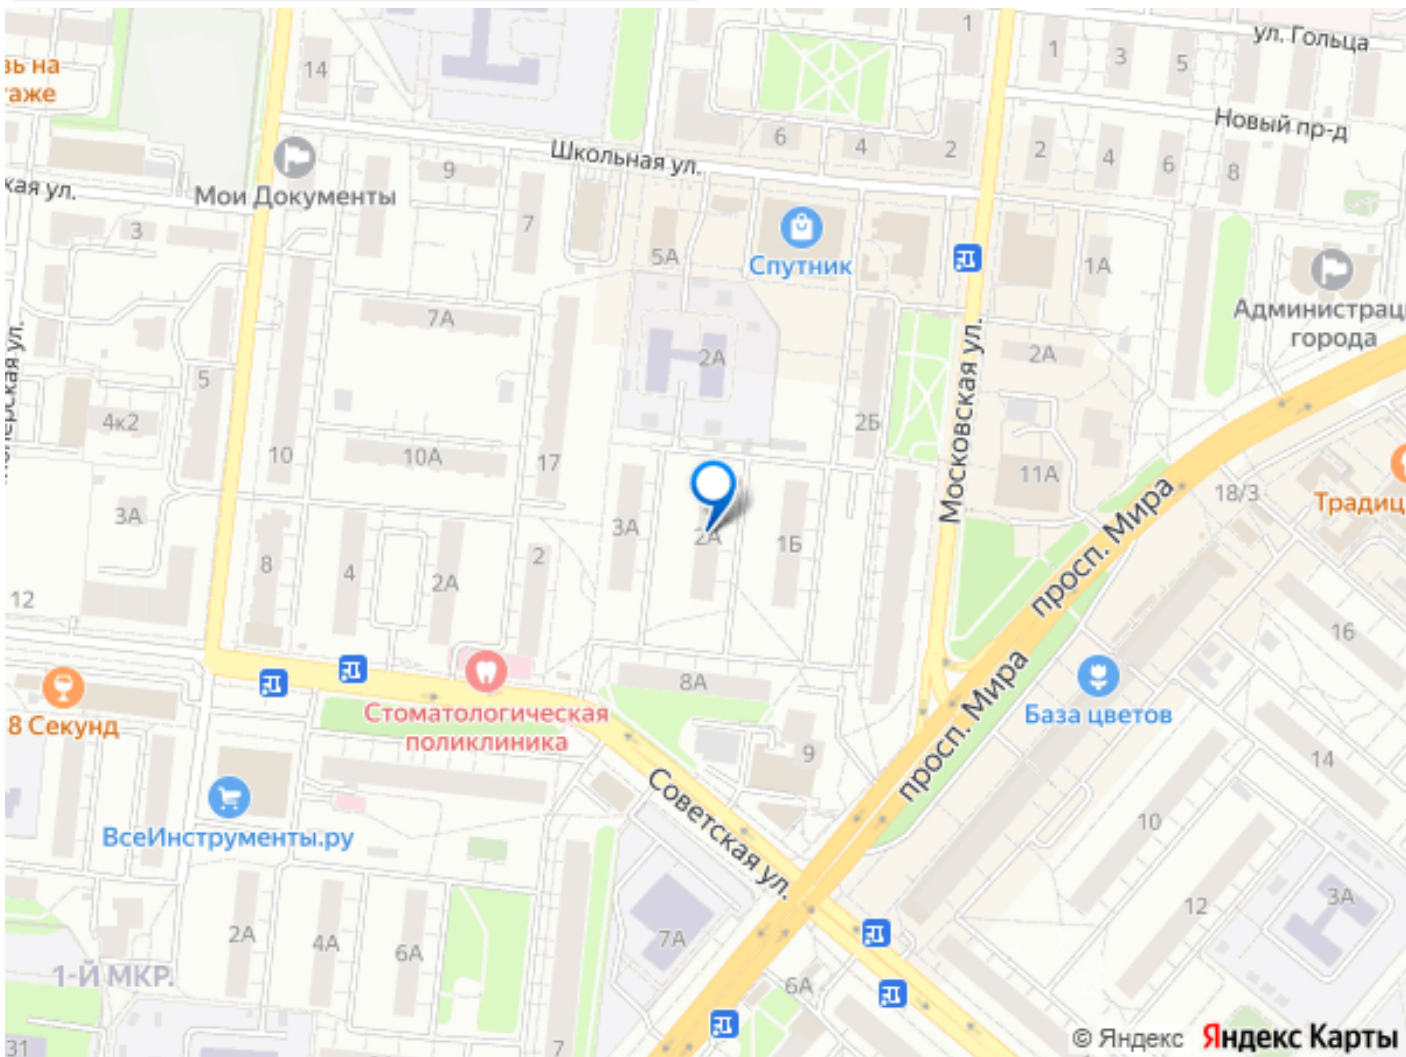 1
ул. Гольца
1
3
5
14
вь на
таже
Новый пр-д
6
4
2
2
4
6
8
Школьная ул.
9
Мои Документы
кая ул.
7
3
5А
Спутник
1А
Администрац
города
7А
2А
2А
Московская ул.
5
4к2
2Б
10
10А
17
11А
18/3
Традиц
просп. Мира
3А
3А
2А
1Б
8
4
2А
2
12
16
8А
просп. Мира
База цветов
8 Секунд
Стоматологическая
поликлиника
9
14
Советская ул.
ВсеИнструменты.ру
10
3А
12
2А
4А
6А
7А
1-Й МКР.
6А
31
7
© Яндекс Яндекс Карты